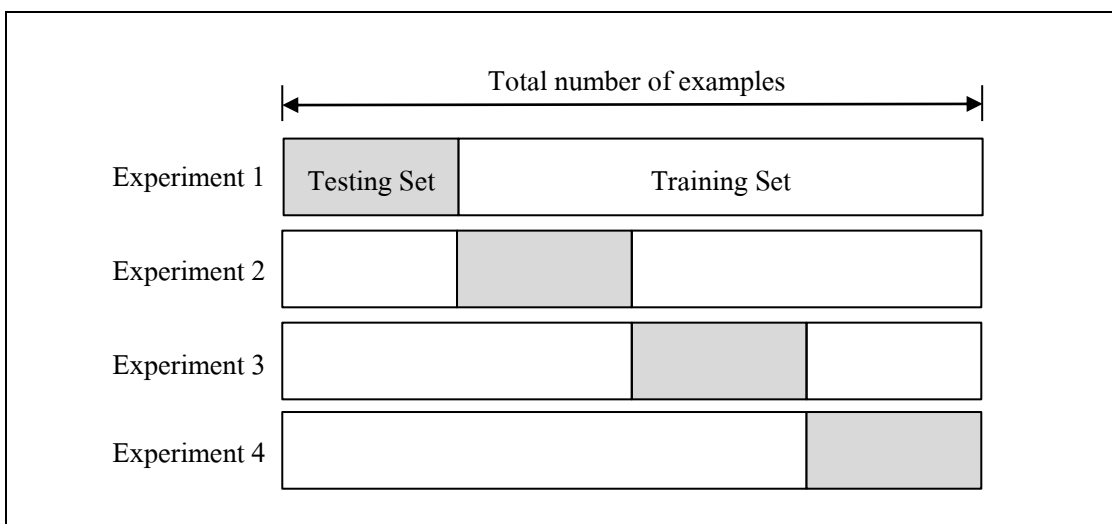 Total number of examples
Experiment 1
Testing Set
Training Set
Experiment 2
Experiment 3
Experiment 4